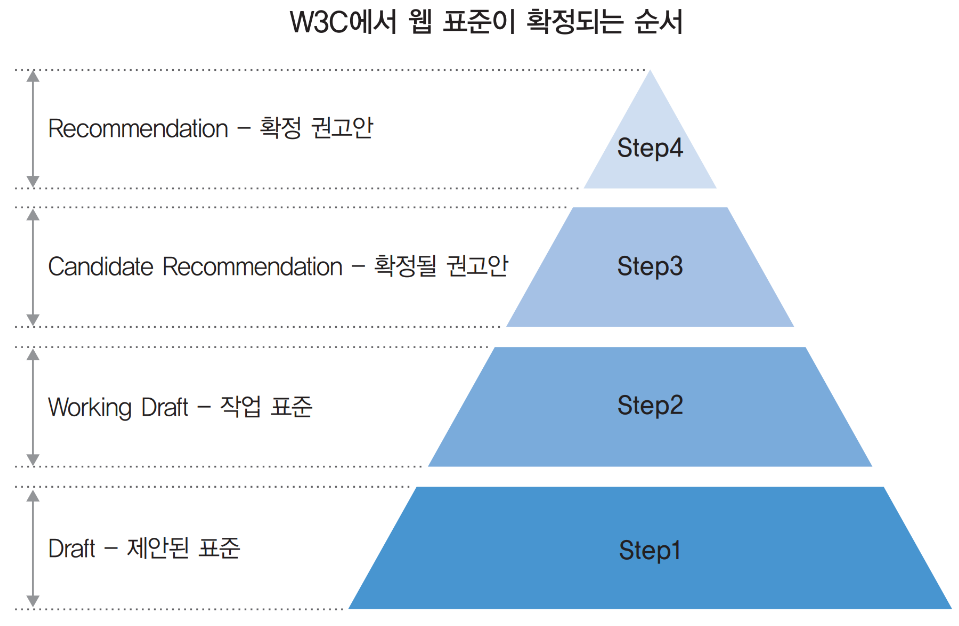 W3C에서 웹 표준이 확정되는 순서
Recommendation – 확정 권고안
Step4
Candidate Recommendation – 확정될 권고안
Step3
Working Draft – 작업 표준
Step2
Draft – 제안된 표준
Step1